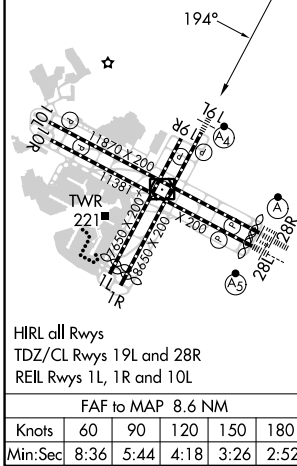 194°
19L
19R
A4
P
P
10L
10R
P
P
11870 X 200
P
P
TWR
221
11381 X 200
7650 X 200
8650 X 200
A
28R
28L
A5
1L
1R
HIRL all Rwys
TDZ/CL Rwys 19L and 28R
REIL Rwys 1L, 1R and 10L
FAF to MAP 8.6 NM
Knots 60 90 120 150 180
Min:Sec 8:36 5:44 4:18 3:26 2:52